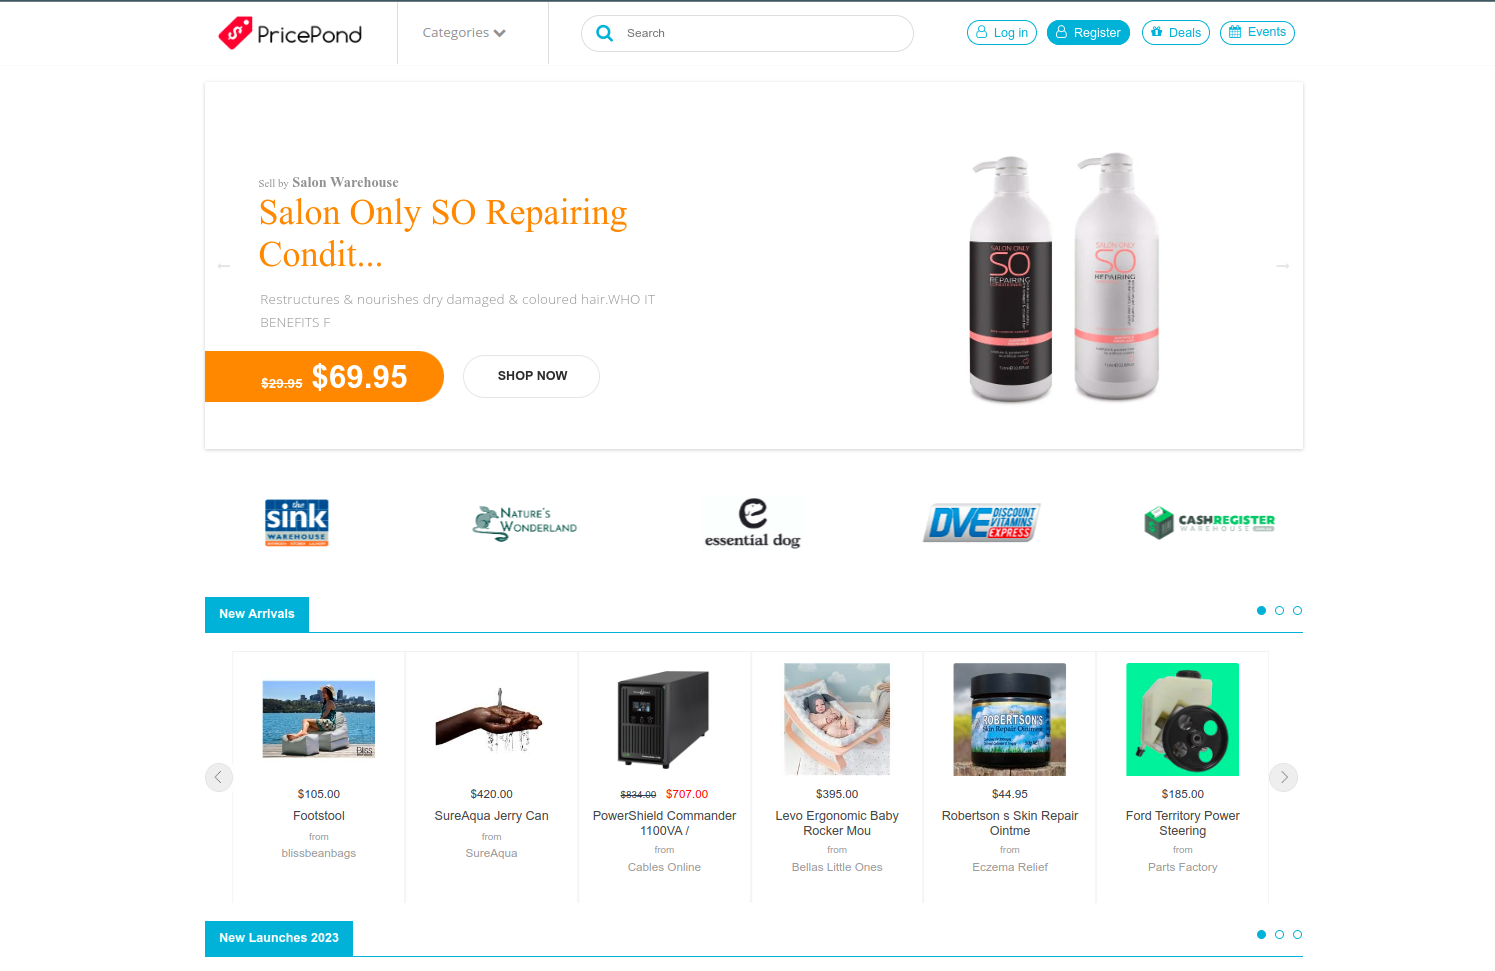 PricePond
Categories
Search
Log in
Register
Deals
Events
Sell by Salon Warehouse
Salon Only SO Repairing
Condit...
Restructures & nourishes dry damaged & coloured hair.WHO IT
BENEFITS F
$29.95 $69.95
SHOP NOW
SALON ONLY
SO
REPAIRING
SALON ONLY
SO
REPAIRING
the
sink
WAREHOUSE
NATURE'S
WONDERLAND
essential dog
DVE DISCOUNT
VITAMINS
EXPRESS
CASHREGISTER
WAREHOUSE
New Arrivals
Bliss
$105.00
Footstool
from
blissbeanbags
$420.00
SureAqua Jerry Can
from
SureAqua
$834.00 $707.00
PowerShield Commander
1100VA /
from
Cables Online
$395.00
Levo Ergonomic Baby
Rocker Mou
from
Bellas Little Ones
ROBERTSON'S
Skin Repair Ointment
$44.95
Robertson s Skin Repair
Ointme
from
Eczema Relief
$185.00
Ford Territory Power
Steering
from
Parts Factory
New Launches 2023